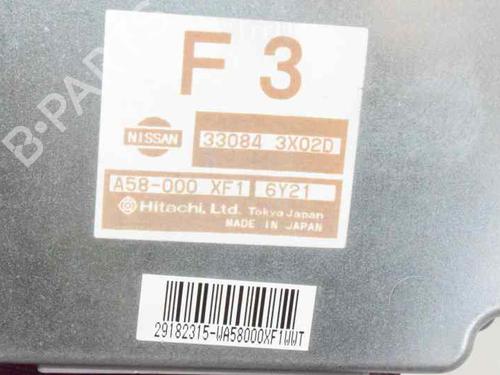 F 3
NISSAN 33084 3X02D
A58-000 XF1 6Y21
Hitachi, Ltd. Tokyo Japan
MADE IN JAPAN
29182315-WA58000XF1WWT
B-PARTS